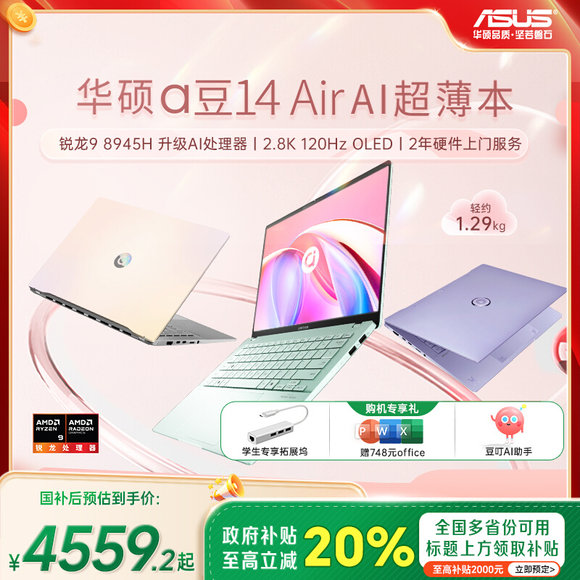 ASUS
华硕品质·坚若磐石
华硕a豆14 Air AI超薄本
锐龙9 8945H 升级AI处理器 | 2.8K 120Hz OLED | 2年硬件上门服务
轻约
1.29kg
AMD
RYZEN
9
AMD
RADEON
锐龙处理器
购机专享礼
P W X
学生专享拓展坞
赠748元office
豆叮AI助手
国补后预估到手价:
¥4559.2起
政府补贴
至高立减
20%
全国多省份可用
标题上方领取补贴
至高补贴2000元 立即预定>